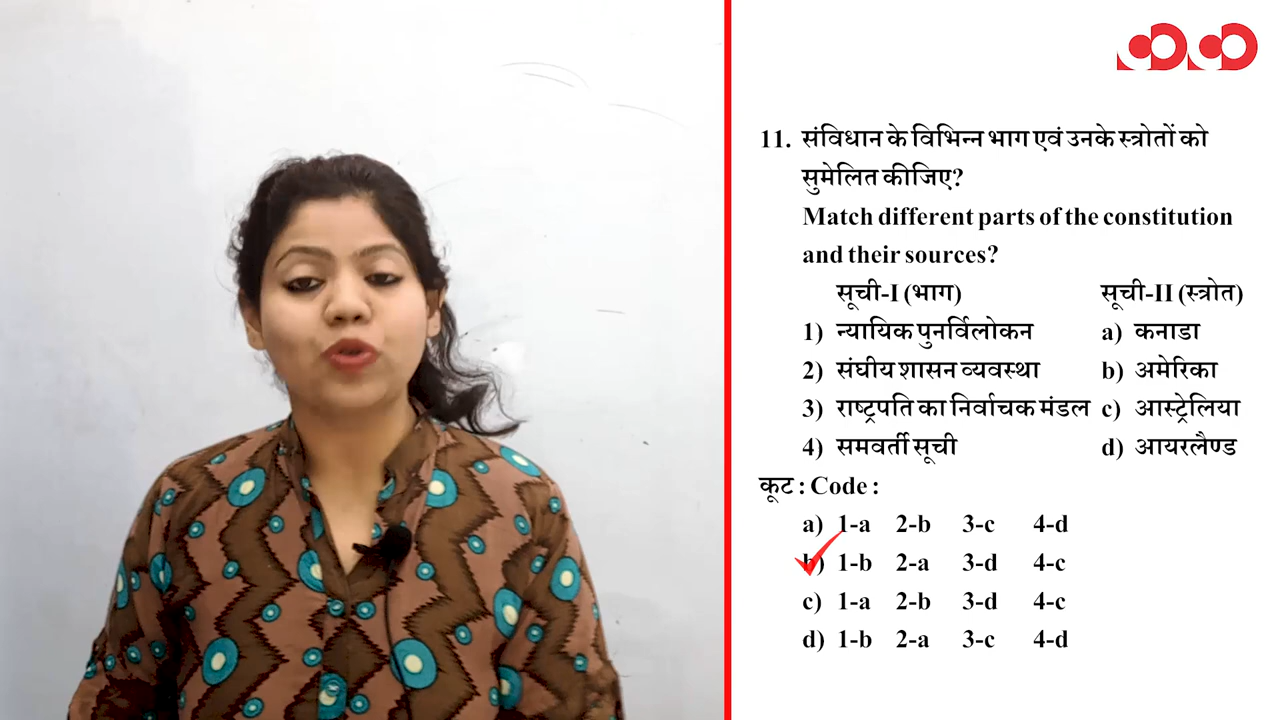 11. संविधान के विभिन्न भाग एवं उनके स्त्रोतों को
सुमेलित कीजिए?
Match different parts of the constitution
and their sources?
सूची-I (भाग) सूची-II (स्त्रोत)
1) न्यायिक पुनर्विलोकन a) कनाडा
2) संघीय शासन व्यवस्था b) अमेरिका
3) राष्ट्रपति का निर्वाचक मंडल c) आस्ट्रेलिया
4) समवर्ती सूची d) आयरलैण्ड
कूट : Code :
a) 1-a 2-b 3-c 4-d
b) 1-b 2-a 3-d 4-c
c) 1-a 2-b 3-d 4-c
d) 1-b 2-a 3-c 4-d